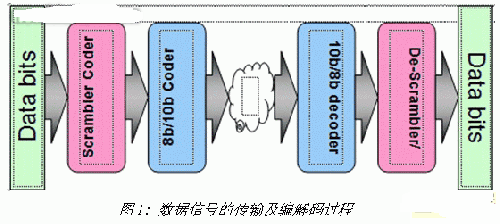 Data bits
Scrambler Coder
8b/10b Coder
10b/8b decoder
De-Scrambler/
Data bits
图1: 数据信号的传输及编解码过程